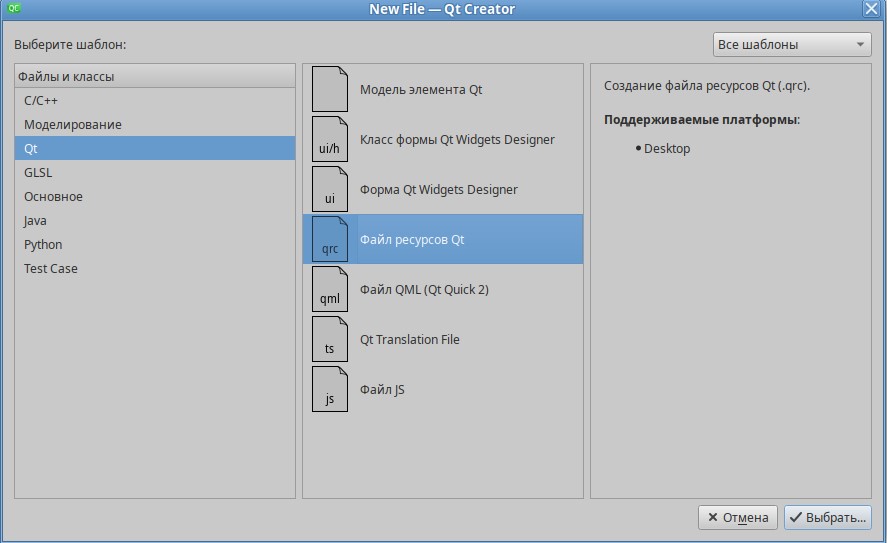 New File — Qt Creator
Выберите шаблон:
Все шаблоны
Файлы и классы
C/C++
Моделирование
Qt
GLSL
Основное
Java
Python
Test Case
Модель элемента Qt
ui/h Класс формы Qt Widgets Designer
ui Форма Qt Widgets Designer
qrc Файл ресурсов Qt
qml Файл QML (Qt Quick 2)
ts Qt Translation File
js Файл JS
Создание файла ресурсов Qt (.qrc).
Поддерживаемые платформы:
• Desktop
Отмена
Выбрать...